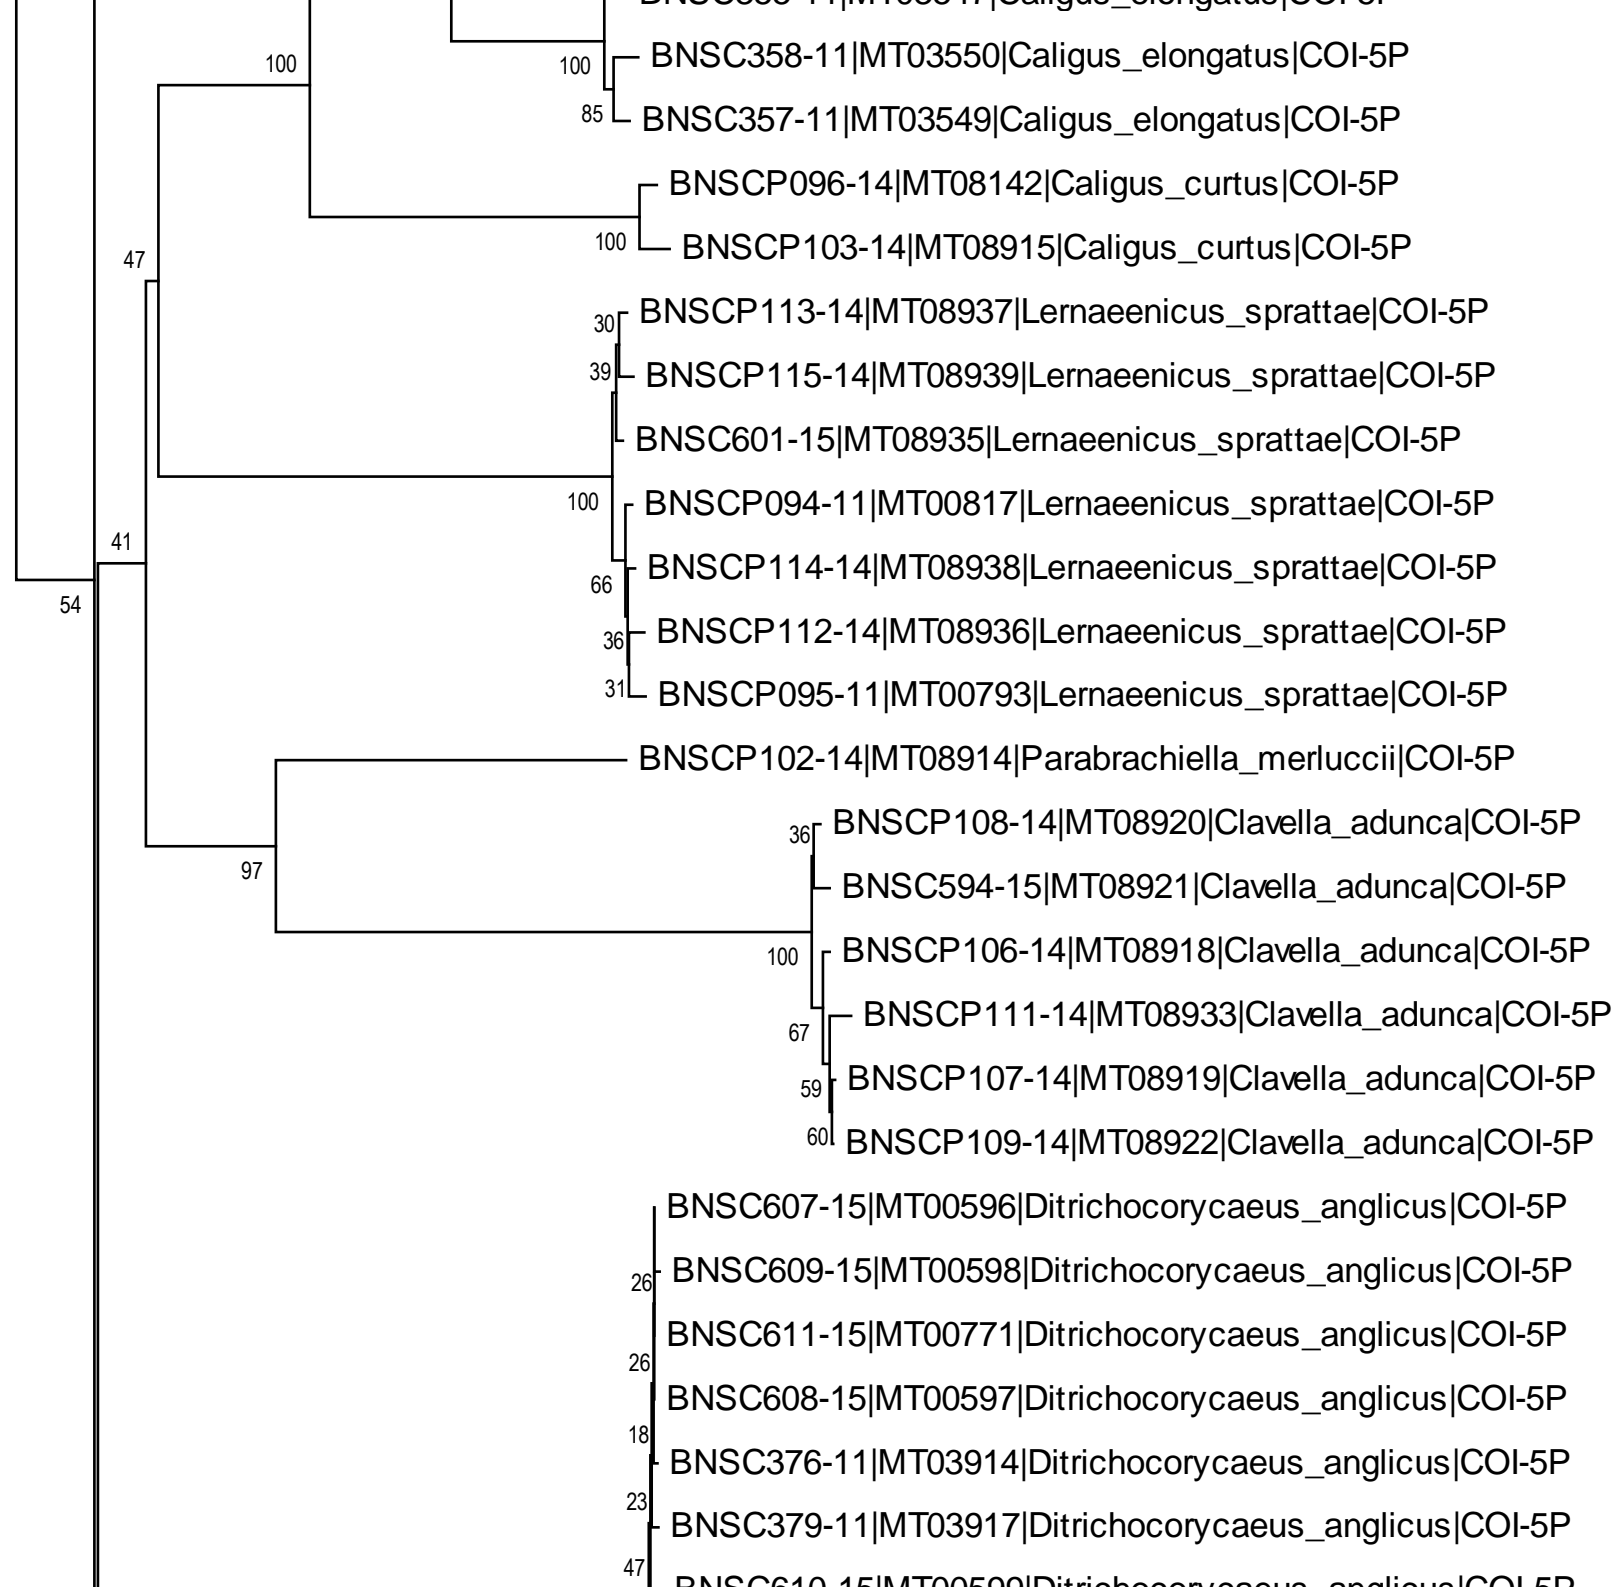 BNSC358-11|MT03550|Caligus_elongatus|COI-5P
100
100
85
BNSC357-11|MT03549|Caligus_elongatus|COI-5P
BNSCP096-14|MT08142|Caligus_curtus|COI-5P
100
BNSCP103-14|MT08915|Caligus_curtus|COI-5P
47
BNSCP113-14|MT08937|Lernaeenicus_sprattae|COI-5P
30
39
BNSCP115-14|MT08939|Lernaeenicus_sprattae|COI-5P
BNSC601-15|MT08935|Lernaeenicus_sprattae|COI-5P
100
BNSCP094-11|MT00817|Lernaeenicus_sprattae|COI-5P
41
BNSCP114-14|MT08938|Lernaeenicus_sprattae|COI-5P
66
54
BNSCP112-14|MT08936|Lernaeenicus_sprattae|COI-5P
36
31
BNSCP095-11|MT00793|Lernaeenicus_sprattae|COI-5P
BNSCP102-14|MT08914|Parabrachiella_merluccii|COI-5P
BNSCP108-14|MT08920|Clavella_adunca|COI-5P
36
97
BNSC594-15|MT08921|Clavella_adunca|COI-5P
100
BNSCP106-14|MT08918|Clavella_adunca|COI-5P
BNSCP111-14|MT08933|Clavella_adunca|COI-5P
67
BNSCP107-14|MT08919|Clavella_adunca|COI-5P
59
60
BNSCP109-14|MT08922|Clavella_adunca|COI-5P
BNSC607-15|MT00596|Ditrichocorycaeus_anglicus|COI-5P
BNSC609-15|MT00598|Ditrichocorycaeus_anglicus|COI-5P
26
BNSC611-15|MT00771|Ditrichocorycaeus_anglicus|COI-5P
26
BNSC608-15|MT00597|Ditrichocorycaeus_anglicus|COI-5P
18
BNSC376-11|MT03914|Ditrichocorycaeus_anglicus|COI-5P
23
BNSC379-11|MT03917|Ditrichocorycaeus_anglicus|COI-5P
47
BNSC610-15|MT00599|Ditrichocorycaeus_anglicus|COI-5P